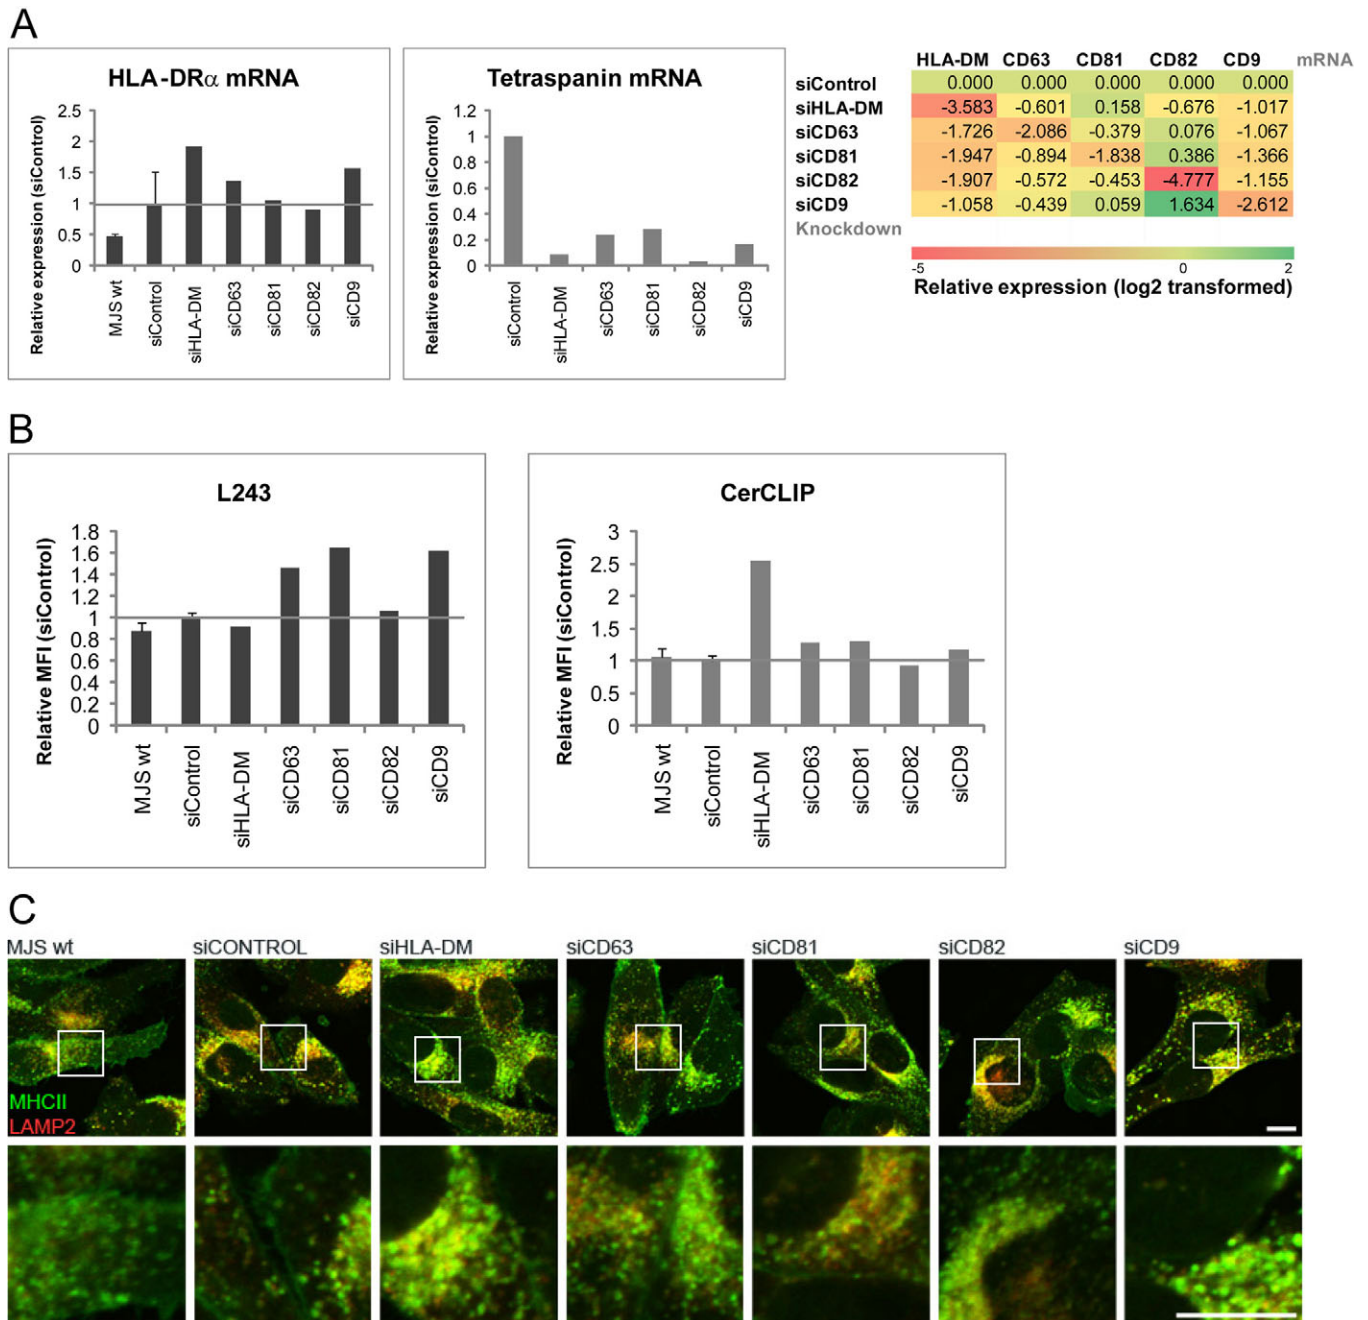 A
HLA-DRα mRNA
Relative expression (siControl)
2.5
2
1.5
1
0.5
0
MJS wt
siControl
siHLA-DM
siCD63
siCD81
siCD82
siCD9
Tetraspanin mRNA
Relative expression (siControl)
1.2
1
0.8
0.6
0.4
0.2
0
siControl
siHLA-DM
siCD63
siCD81
siCD82
siCD9
HLA-DM CD63 CD81 CD82 CD9 mRNA
siControl 0.000 0.000 0.000 0.000 0.000
siHLA-DM -3.583 -0.601 0.158 -0.676 -1.017
siCD63 -1.726 -2.086 -0.379 0.076 -1.067
siCD81 -1.947 -0.894 -1.838 0.386 -1.366
siCD82 -1.907 -0.572 -0.453 -4.777 -1.155
siCD9 -1.058 -0.439 0.059 1.634 -2.612
Knockdown
-5 0 2
Relative expression (log2 transformed)
B
L243
Relative MFI (siControl)
1.8
1.6
1.4
1.2
1
0.8
0.6
0.4
0.2
0
MJS wt
siControl
siHLA-DM
siCD63
siCD81
siCD82
siCD9
CerCLIP
Relative MFI (siControl)
3
2.5
2
1.5
1
0.5
0
MJS wt
siControl
siHLA-DM
siCD63
siCD81
siCD82
siCD9
C
MJS wt siCONTROL siHLA-DM siCD63 siCD81 siCD82 siCD9
MHCII
LAMP2